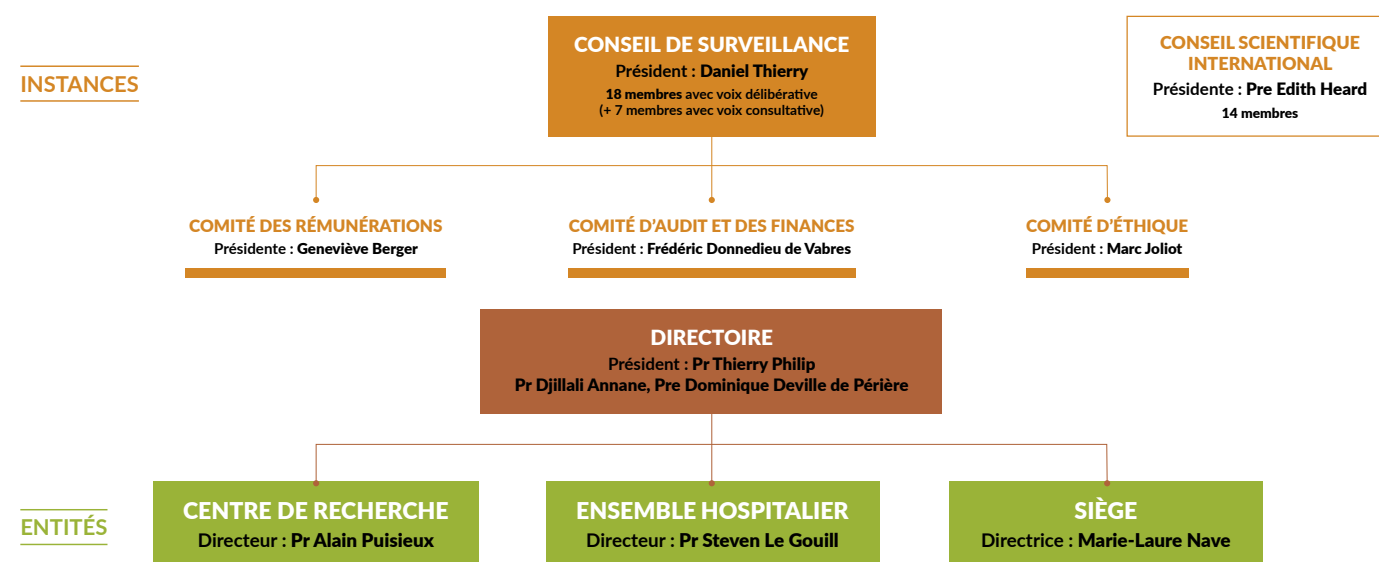 INSTANCES
CONSEIL DE SURVEILLANCE
Président : Daniel Thierry
18 membres avec voix délibérative
(+ 7 membres avec voix consultative)
CONSEIL SCIENTIFIQUE
INTERNATIONAL
Présidente : Pre Edith Heard
14 membres
COMITÉ DES RÉMUNÉRATIONS
Présidente : Geneviève Berger
COMITÉ D’AUDIT ET DES FINANCES
Président : Frédéric Donnedieu de Vabres
COMITÉ D’ÉTHIQUE
Président : Marc Joliot
DIRECTOIRE
Président : Pr Thierry Philip
Pr Djillali Annane, Pre Dominique Deville de Périère
ENTITÉS
CENTRE DE RECHERCHE
Directeur : Pr Alain Puisieux
ENSEMBLE HOSPITALIER
Directeur : Pr Steven Le Gouill
SIÈGE
Directrice : Marie-Laure Nave